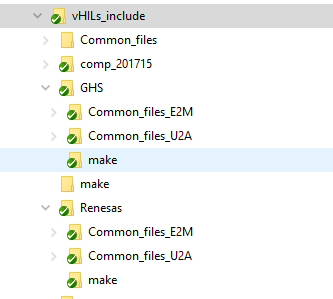 vHILs_include
Common_files
comp_201715
GHS
Common_files_E2M
Common_files_U2A
make
make
Renesas
Common_files_E2M
Common_files_U2A
make